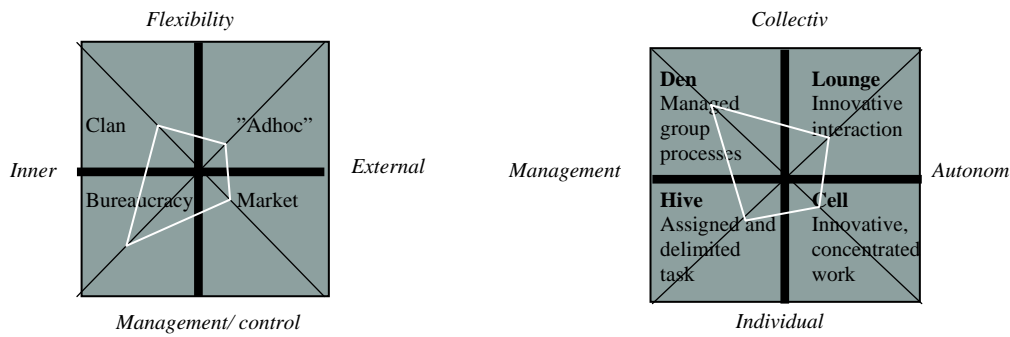 Flexibility
Clan
”Adhoc”
Inner
External
Bureaucracy
Market
Management/ control
Collectiv
Den
Managed
group
processes
Lounge
Innovative
interaction
Management
Autonom
Hive
Assigned and
delimited
task
Cell
Innovative,
concentrated
work
Individual